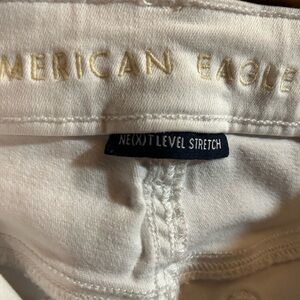 MERICAN EAGLE
NE(X)T LEVEL STRETCH